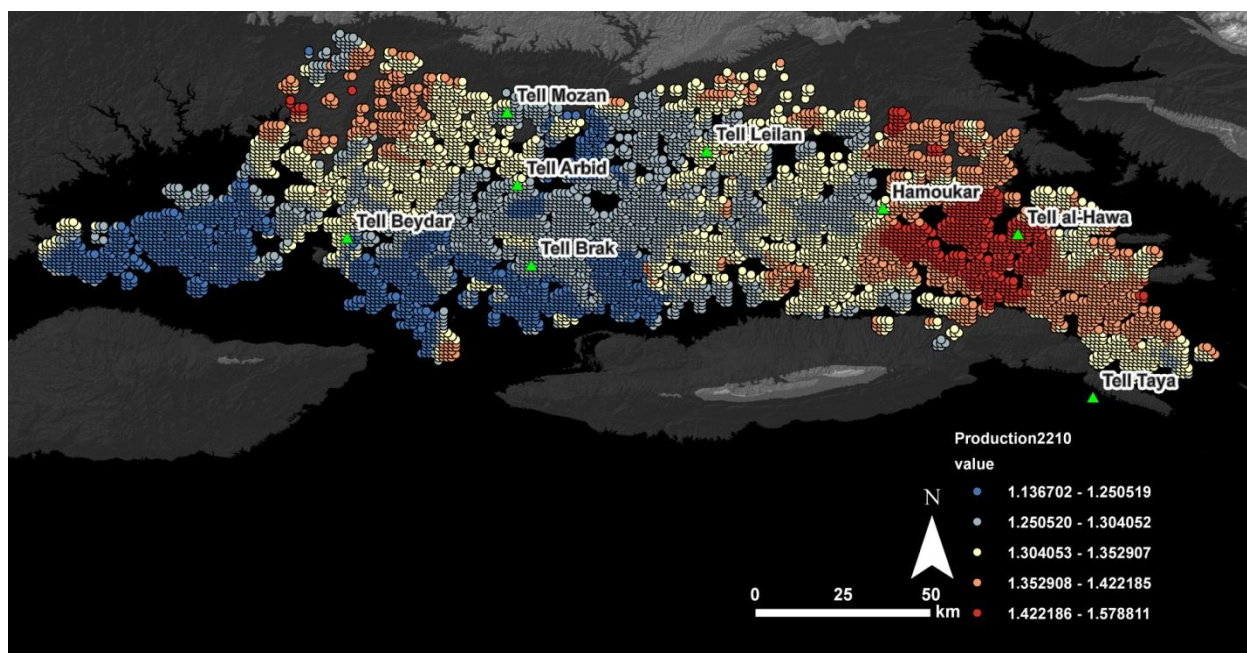 Tell Mozan
Tell Leilan
Tell Arbid
Hamoukar
Tell al-Hawa
Tell Beydar
Tell Brak
Tell Taya
Production2210
value
1.136702 - 1.250519
1.250520 - 1.304052
1.304053 - 1.352907
1.352908 - 1.422185
1.422186 - 1.578811
N
0 25 50
km